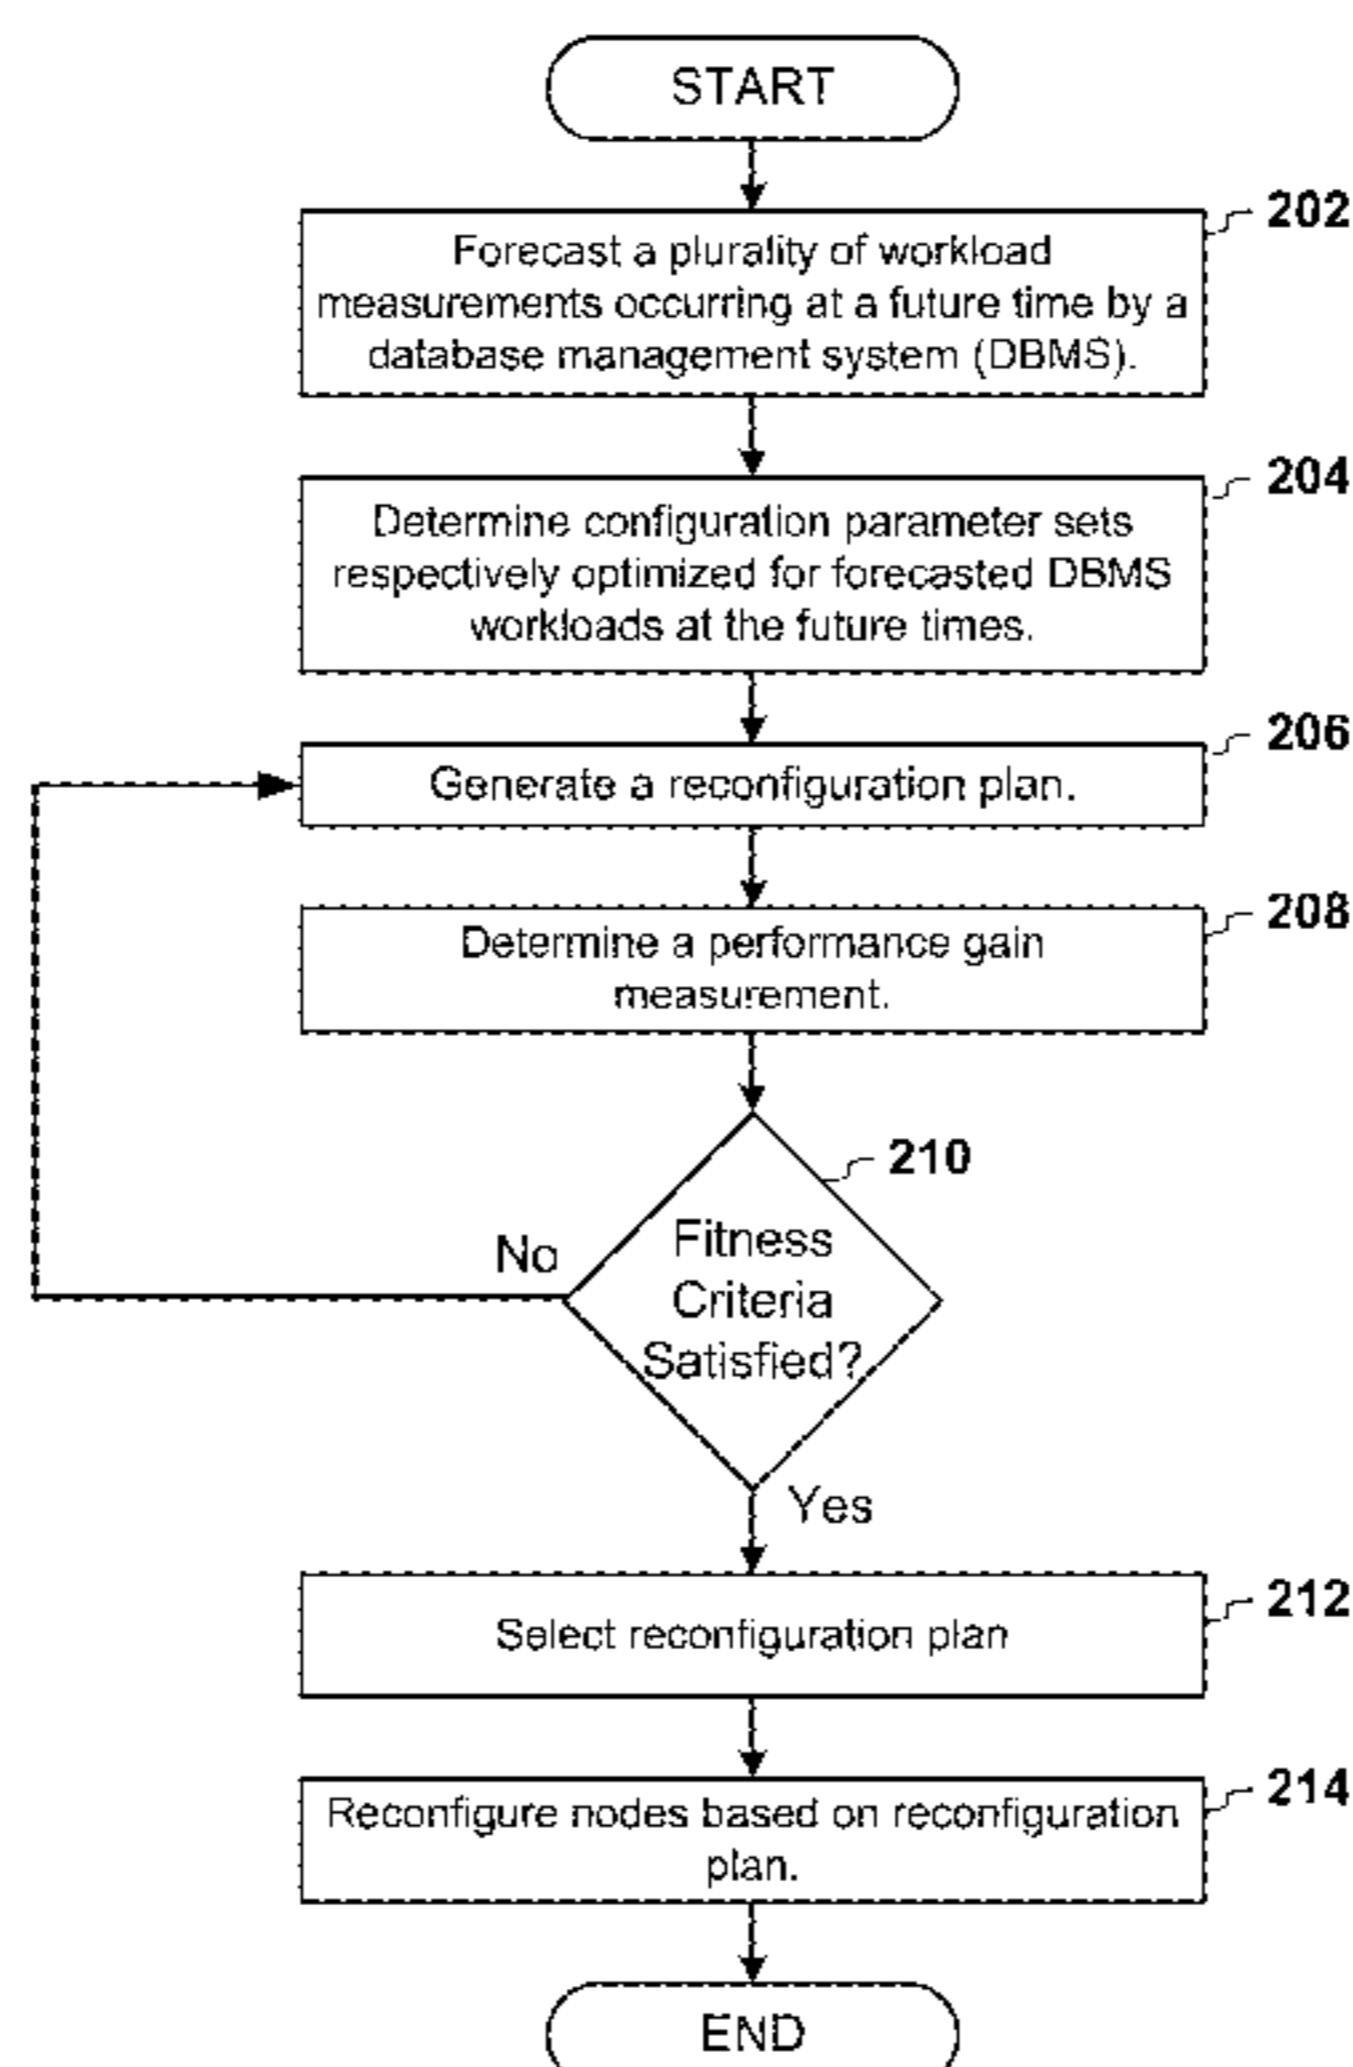 START
202
Forecast a plurality of workload
measurements occurring at a future time by a
database management system (DBMS).
204
Determine configuration parameter sets
respectively optimized for forecasted DBMS
workloads at the future times.
206
Generate a reconfiguration plan.
208
Determine a performance gain
measurement.
210
Fitness
Criteria
Satisfied?
No
Yes
212
Select reconfiguration plan
214
Reconfigure nodes based on reconfiguration
plan.
END